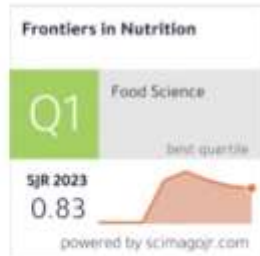 Frontiers in Nutrition
Q1
Food Science
best quartile
SJR 2023
0.83
powered by scimagojr.com